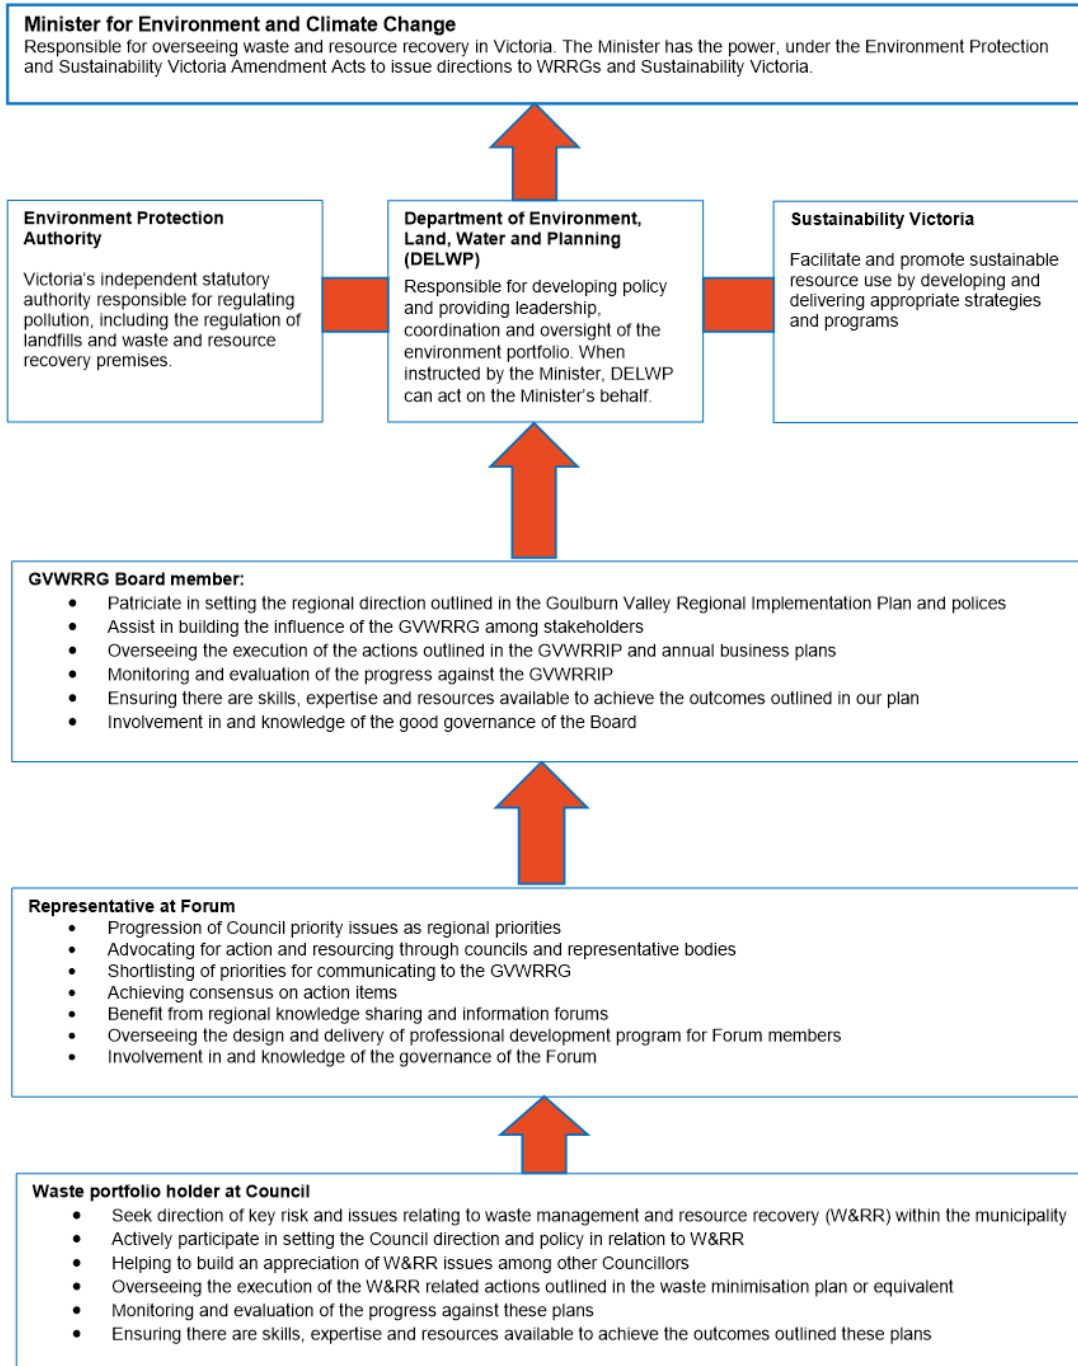 Minister for Environment and Climate Change
Responsible for overseeing waste and resource recovery in Victoria. The Minister has the power, under the Environment Protection
and Sustainability Victoria Amendment Acts to issue directions to WRRGs and Sustainability Victoria.
Environment Protection
Authority
Victoria's independent statutory
authority responsible for regulating
pollution, including the regulation of
landfills and waste and resource
recovery premises.
Department of Environment,
Land, Water and Planning
(DELWP)
Responsible for developing policy
and providing leadership,
coordination and oversight of the
environment portfolio. When
instructed by the Minister, DELWP
can act on the Minister's behalf.
Sustainability Victoria
Facilitate and promote sustainable
resource use by developing and
delivering appropriate strategies
and programs
GVWRRG Board member:
• Patriciate in setting the regional direction outlined in the Goulburn Valley Regional Implementation Plan and polices
• Assist in building the influence of the GVWRRG among stakeholders
• Overseeing the execution of the actions outlined in the GVWRRIP and annual business plans
• Monitoring and evaluation of the progress against the GVWRRIP
• Ensuring there are skills, expertise and resources available to achieve the outcomes outlined in our plan
• Involvement in and knowledge of the good governance of the Board
Representative at Forum
• Progression of Council priority issues as regional priorities
• Advocating for action and resourcing through councils and representative bodies
• Shortlisting of priorities for communicating to the GVWRRG
• Achieving consensus on action items
• Benefit from regional knowledge sharing and information forums
• Overseeing the design and delivery of professional development program for Forum members
• Involvement in and knowledge of the governance of the Forum
Waste portfolio holder at Council
• Seek direction of key risk and issues relating to waste management and resource recovery (W&RR) within the municipality
• Actively participate in setting the Council direction and policy in relation to W&RR
• Helping to build an appreciation of W&RR issues among other Councillors
• Overseeing the execution of the W&RR related actions outlined in the waste minimisation plan or equivalent
• Monitoring and evaluation of the progress against these plans
• Ensuring there are skills, expertise and resources available to achieve the outcomes outlined these plans